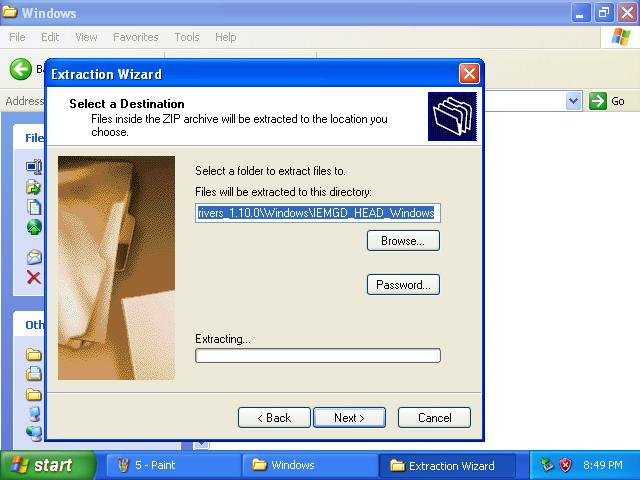 Windows
File Edit View Favorites Tools Help
Extraction Wizard
Address
Go
Select a Destination
Files inside the ZIP archive will be extracted to the location you
choose.
File
Select a folder to extract files to.
Files will be extracted to this directory:
rivers_1.10.0\Windows\IEMGD_HEAD_Windows
Browse...
Password...
Oth
Extracting...
< Back Next > Cancel
start 5 - Paint Windows Extraction Wizard 8:49 PM